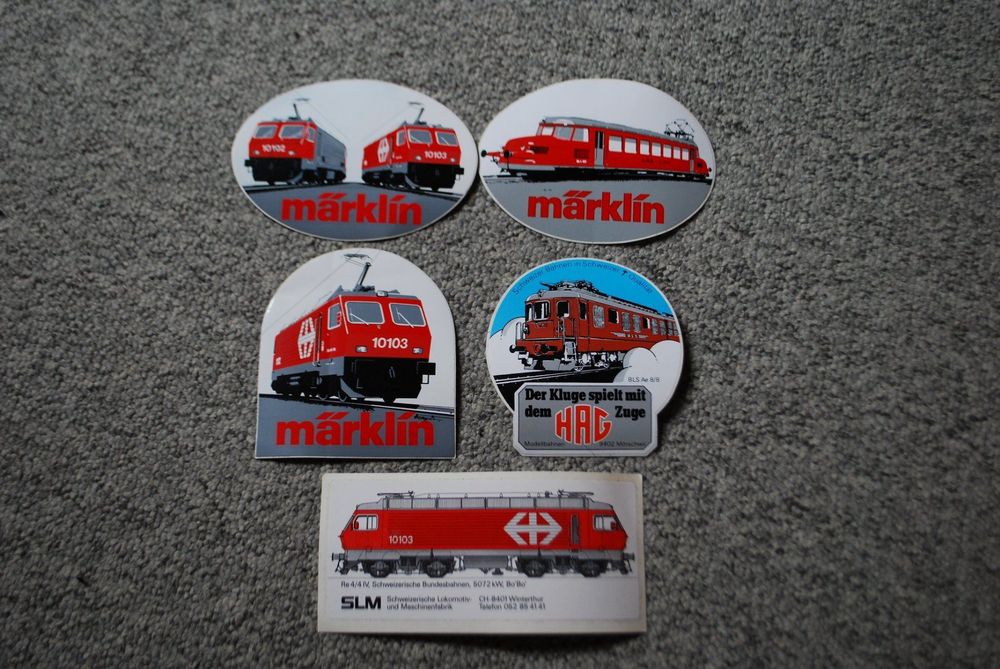 10102
10103
märklin
märklin
10103
märklin
Schweizer Bahnen in Schweizer Qualität
BLS Ae 8/8
Der Kluge spielt mit
dem HAG Zuge
Modellbahnen 9402 Mörschwil
10103
Re 4/4 IV, Schweizerische Bundesbahnen, 5072 kW, Bo'Bo'
SLM Schweizerische Lokomotiv- CH-8401 Winterthur
und Maschinenfabrik Telefon 052 85 41 41